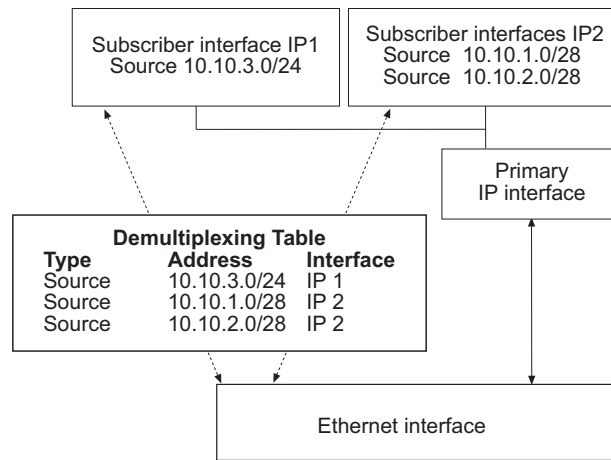 Subscriber interface IP1
Source 10.10.3.0/24
Subscriber interfaces IP2
Source 10.10.1.0/28
Source 10.10.2.0/28
Primary
IP interface
Demultiplexing Table
Type Address Interface
Source 10.10.3.0/24 IP 1
Source 10.10.1.0/28 IP 2
Source 10.10.2.0/28 IP 2
Ethernet interface